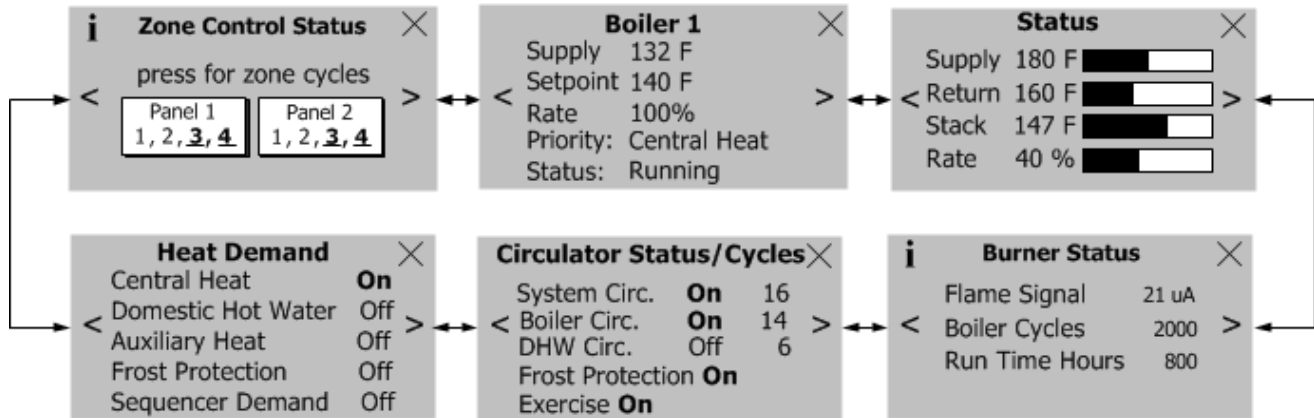 i Zone Control Status X
press for zone cycles
< >
Panel 1
1, 2, 3, 4
Panel 2
1, 2, 3, 4
Boiler 1 X
Supply 132 F
Setpoint 140 F
< >
Rate 100%
Priority: Central Heat
Status: Running
Status
Supply 180 F
< Return 160 F >
Stack 147 F
Rate 40 %
Heat Demand X
Central Heat On
Domestic Hot Water Off
< >
Auxiliary Heat Off
Frost Protection Off
Sequencer Demand Off
Circulator Status/Cycles X
System Circ. On 16
< Boiler Circ. On 14 >
DHW Circ. Off 6
Frost Protection On
Exercise On
i Burner Status X
Flame Signal 21 uA
< Boiler Cycles 2000 >
Run Time Hours 800